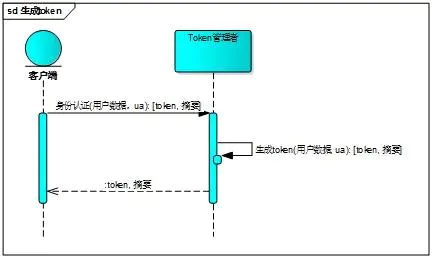 sd 生成token
客户端
Token管理者
身份认证(用户数据, ua): [token, 摘要]
生成token(用户数据, ua): [token, 摘要]
:token, 摘要